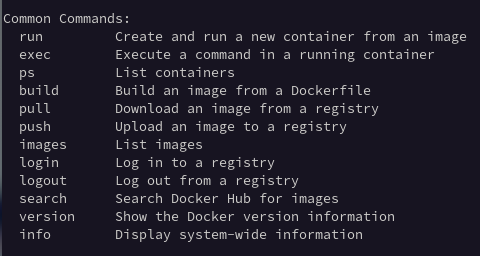 Common Commands:
  run         Create and run a new container from an image
  exec        Execute a command in a running container
  ps          List containers
  build       Build an image from a Dockerfile
  pull        Download an image from a registry
  push        Upload an image to a registry
  images      List images
  login       Log in to a registry
  logout      Log out from a registry
  search      Search Docker Hub for images
  version     Show the Docker version information
  info        Display system-wide information